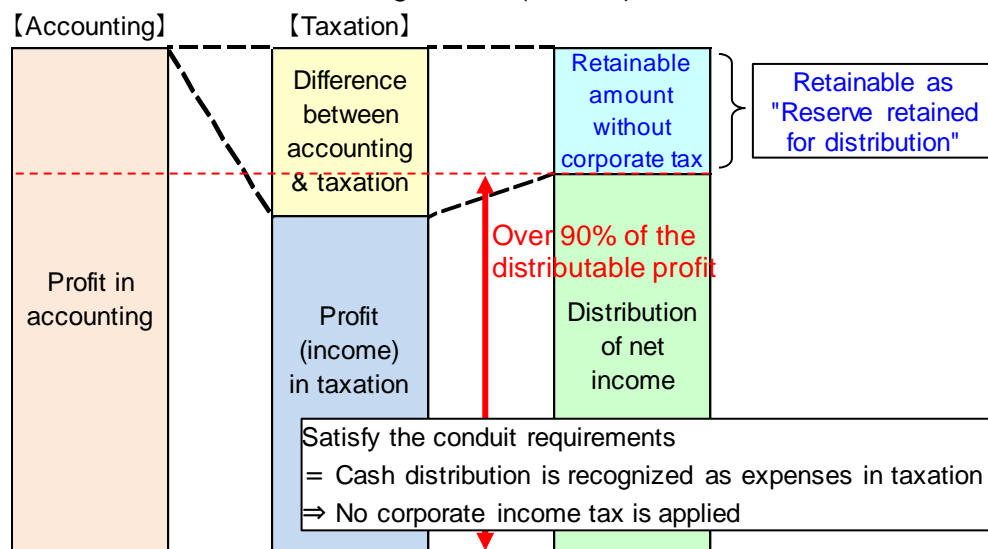 【Accounting】
【Taxation】
Profit in
accounting
Difference
between
accounting
& taxation
Profit
(income)
in taxation
Retainable
amount
without
corporate tax
Retainable as
"Reserve retained
for distribution"
Over 90% of the
distributable profit
Distribution
of net
income
Satisfy the conduit requirements
= Cash distribution is recognized as expenses in taxation
⇒ No corporate income tax is applied